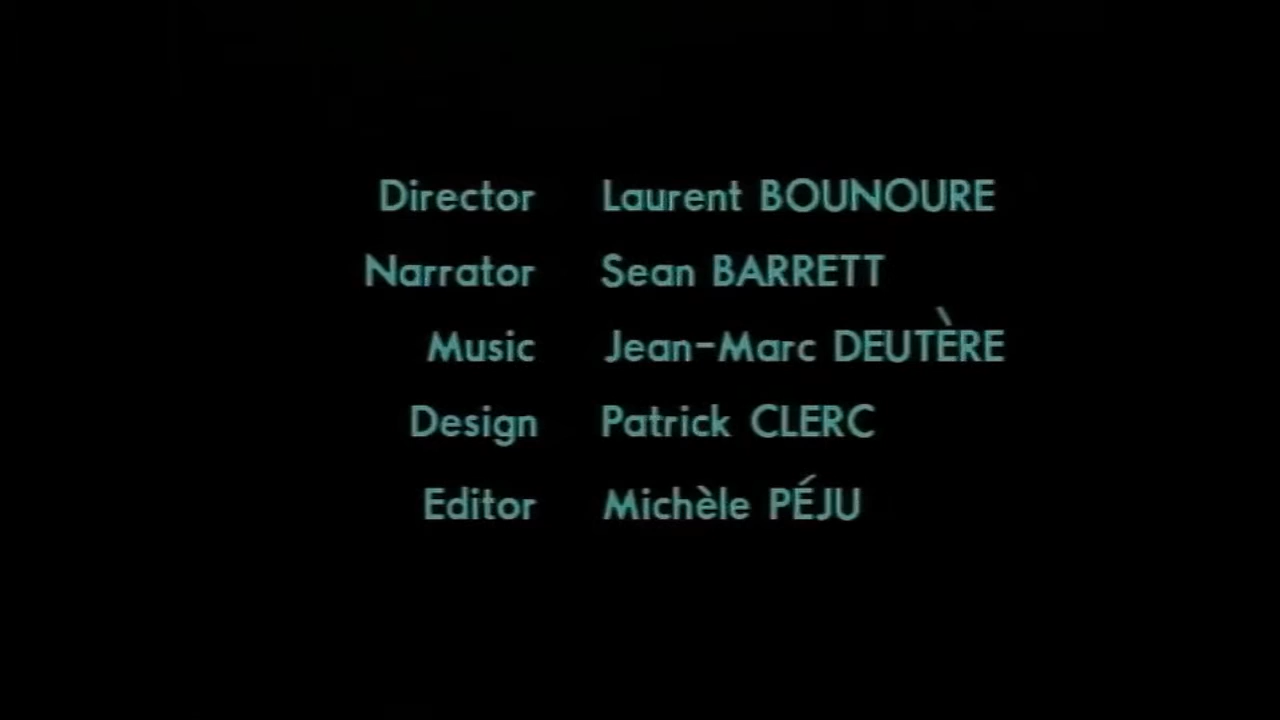 Director Laurent BOUNOURE
Narrator Sean BARRETT
Music Jean-Marc DEUTÈRE
Design Patrick CLERC
Editor Michèle PÉJU